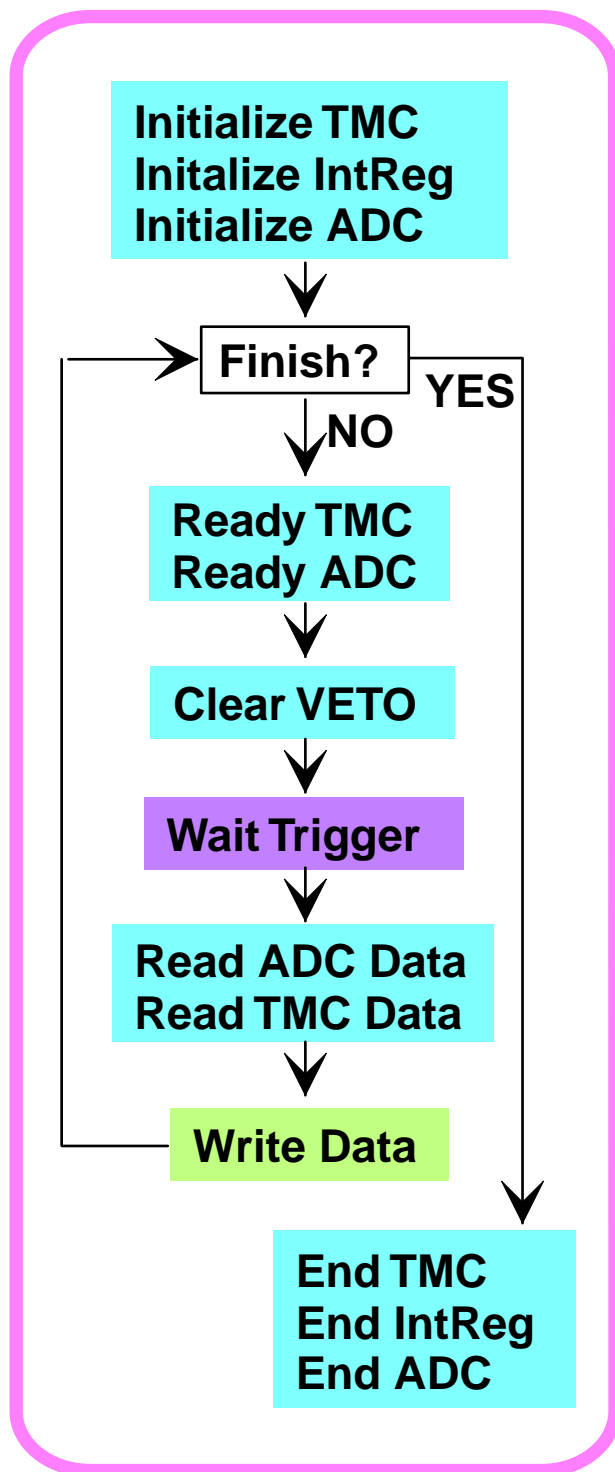 Initialize TMC
Initalize IntReg
Initialize ADC
Finish?
YES
NO
Ready TMC
Ready ADC
Clear VETO
Wait Trigger
Read ADC Data
Read TMC Data
Write Data
End TMC
End IntReg
End ADC